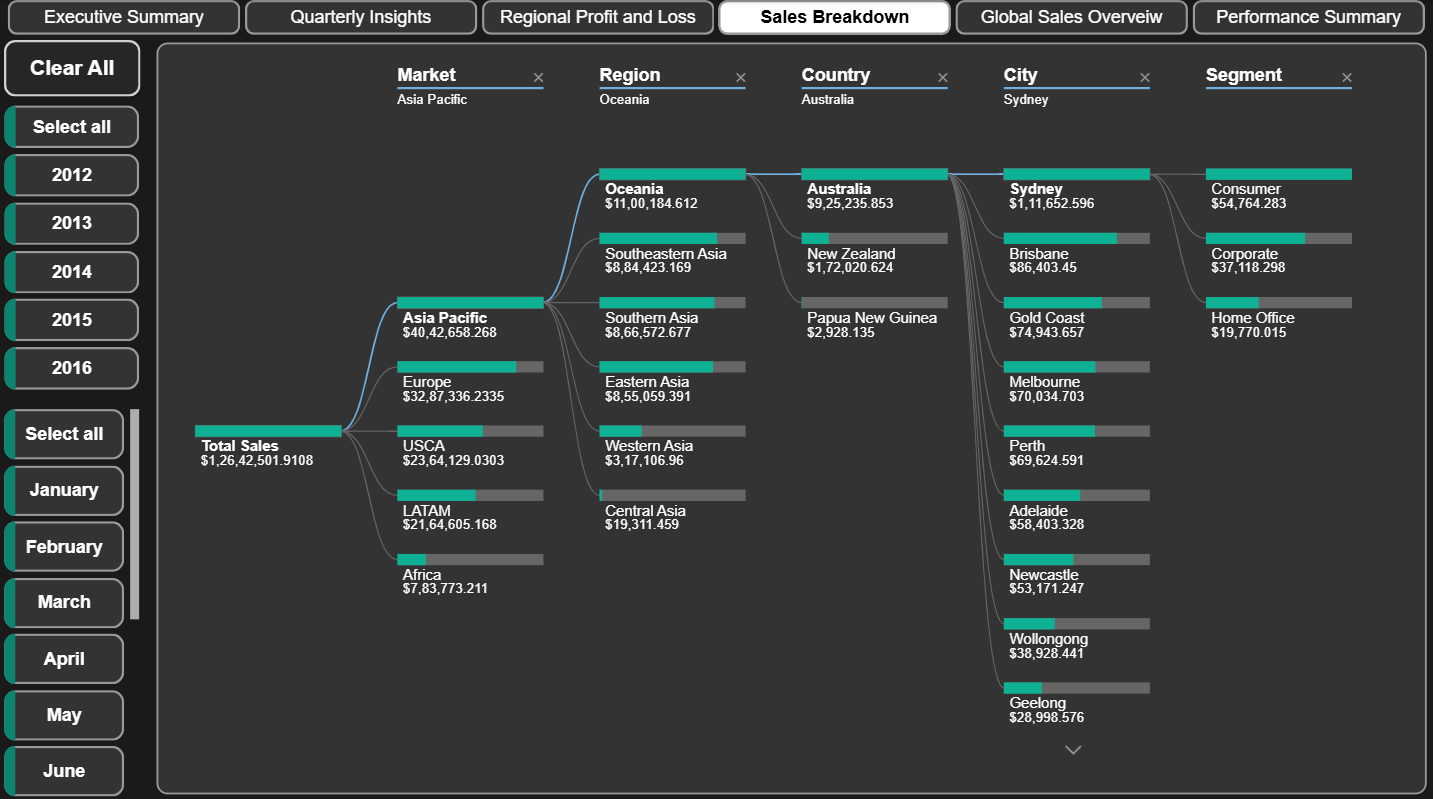 Executive Summary
Quarterly Insights
Regional Profit and Loss
Sales Breakdown
Global Sales Overveiw
Performance Summary
Clear All
Select all
2012
2013
2014
2015
2016
Select all
January
February
March
April
May
June
Market
Asia Pacific
Region
Oceania
Country
Australia
City
Sydney
Segment
Total Sales
$1,26,42,501.9108
Asia Pacific
$40,42,658.268
Europe
$32,87,336.2335
USCA
$23,64,129.0303
LATAM
$21,64,605.168
Africa
$7,83,773.211
Oceania
$11,00,184.612
Southeastern Asia
$8,84,423.169
Southern Asia
$8,66,572.677
Eastern Asia
$8,55,059.391
Western Asia
$3,17,106.96
Central Asia
$19,311.459
Australia
$9,25,235.853
New Zealand
$1,72,020.624
Papua New Guinea
$2,928.135
Sydney
$1,11,652.596
Brisbane
$86,403.45
Gold Coast
$74,943.657
Melbourne
$70,034.703
Perth
$69,624.591
Adelaide
$58,403.328
Newcastle
$53,171.247
Wollongong
$38,928.441
Geelong
$28,998.576
Consumer
$54,764.283
Corporate
$37,118.298
Home Office
$19,770.015